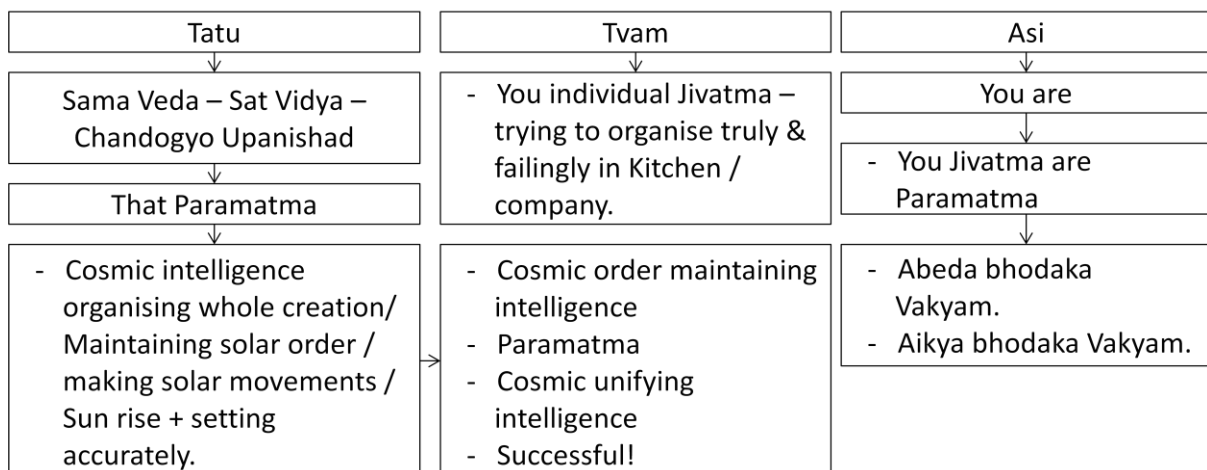 Tatu
Sama Veda – Sat Vidya –
Chandogyo Upanishad
That Paramatma
- Cosmic intelligence
organising whole creation/
Maintaining solar order /
making solar movements /
Sun rise + setting
accurately.
Tvam
- You individual Jivatma –
trying to organise truly &
failingly in Kitchen /
company.
- Cosmic order maintaining
intelligence
- Paramatma
- Cosmic unifying
intelligence
- Successful!
Asi
You are
- You Jivatma are
Paramatma
- Abeda bhodaka
Vakyam.
- Aikya bhodaka Vakyam.